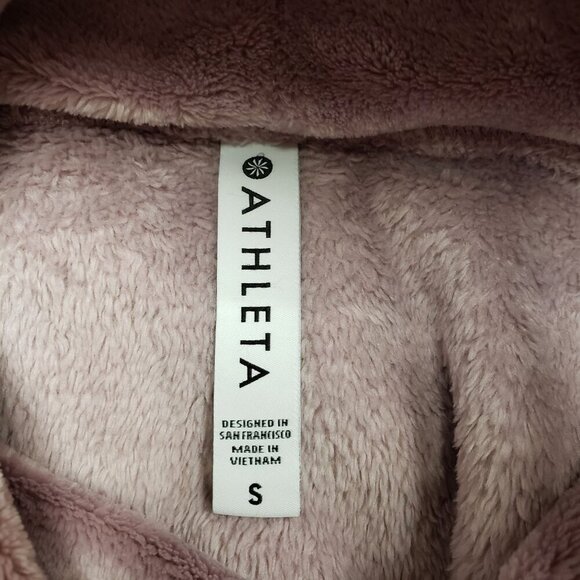 ATHLETA
DESIGNED IN
SAN FRANCISCO
MADE IN
VIETNAM
S